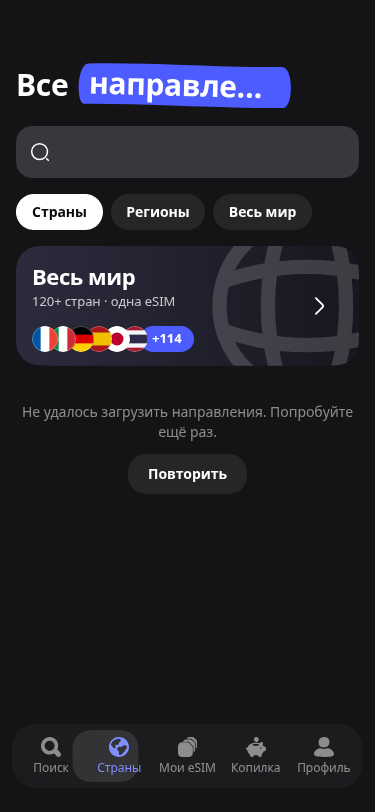 Все направле...
Страны Регионы Весь мир
Весь мир
120+ стран · одна eSIM
+114
Не удалось загрузить направления. Попробуйте
ещё раз.
Повторить
Поиск Страны Мои eSIM Копилка Профиль